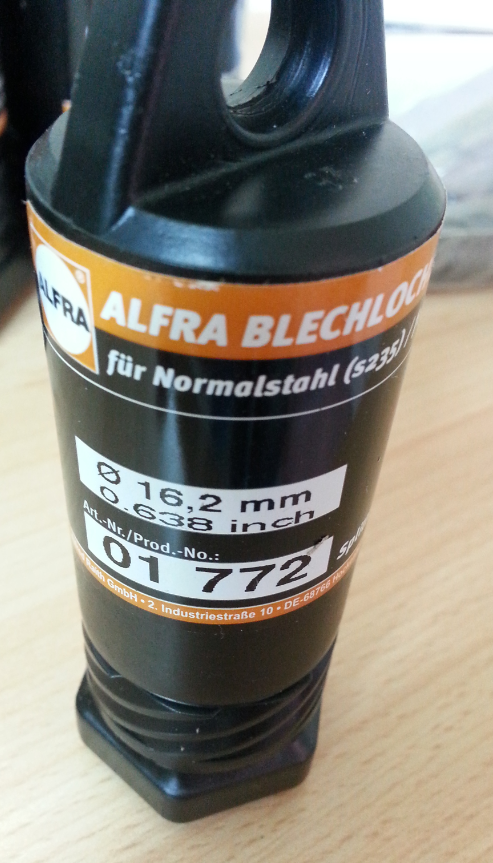 ALFRA
ALFRA BLECHLOCH
für Normalstahl (s235) /
Ø 16,2 mm
0.638 inch
Art.-Nr./Prod.-No.:
01 772
GmbH • 2. Industriestraße 10 • DE-68766